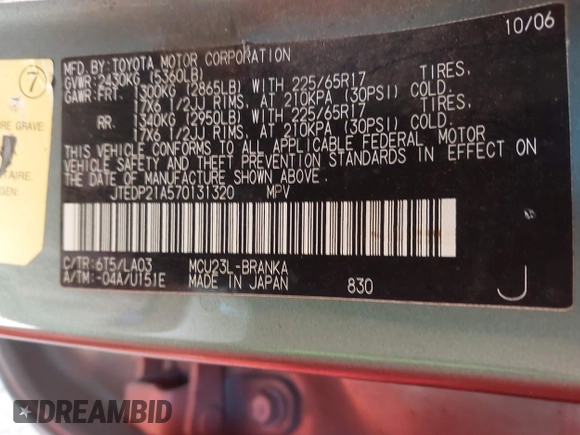 10/06
MFD. BY: TOYOTA MOTOR CORPORATION
GVWR: 2430KG (5360LB)
GAWR: FRT. 1300KG (2865LB) WITH 225/65R17 TIRES,
17X6 1/2JJ RIMS, AT 210KPA (30PSI) COLD.
RR. 1340KG (2950LB) WITH 225/65R17 TIRES,
17X6 1/2JJ RIMS, AT 210KPA (30PSI) COLD.
THIS VEHICLE CONFORMS TO ALL APPLICABLE FEDERAL MOTOR
VEHICLE SAFETY AND THEFT PREVENTION STANDARDS IN EFFECT ON
THE DATE OF MANUFACTURE SHOWN ABOVE.
JTEDP21A570131320 MPV
C/TR: 6T5/LA03 MCU23L-BRANKA
A/TM: -04A/U151E MADE IN JAPAN 830
J
7
RE GRAVE.
TAIRE.
GEN:
DREAMBID